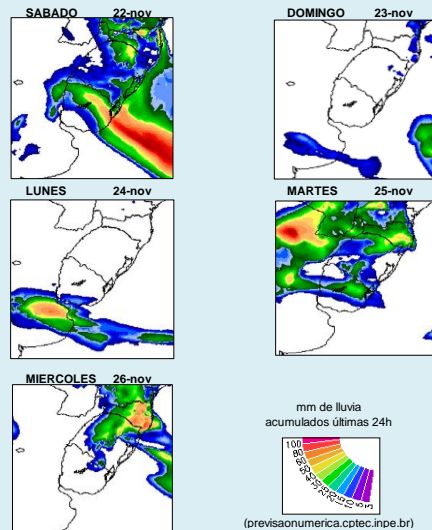 SABADO 22-nov
DOMINGO 23-nov
LUNES 24-nov
MARTES 25-nov
MIERCOLES 26-nov
mm de lluvia
acumulados últimas 24h
100
80
(previsaonumerica.cptec.inpe.br)